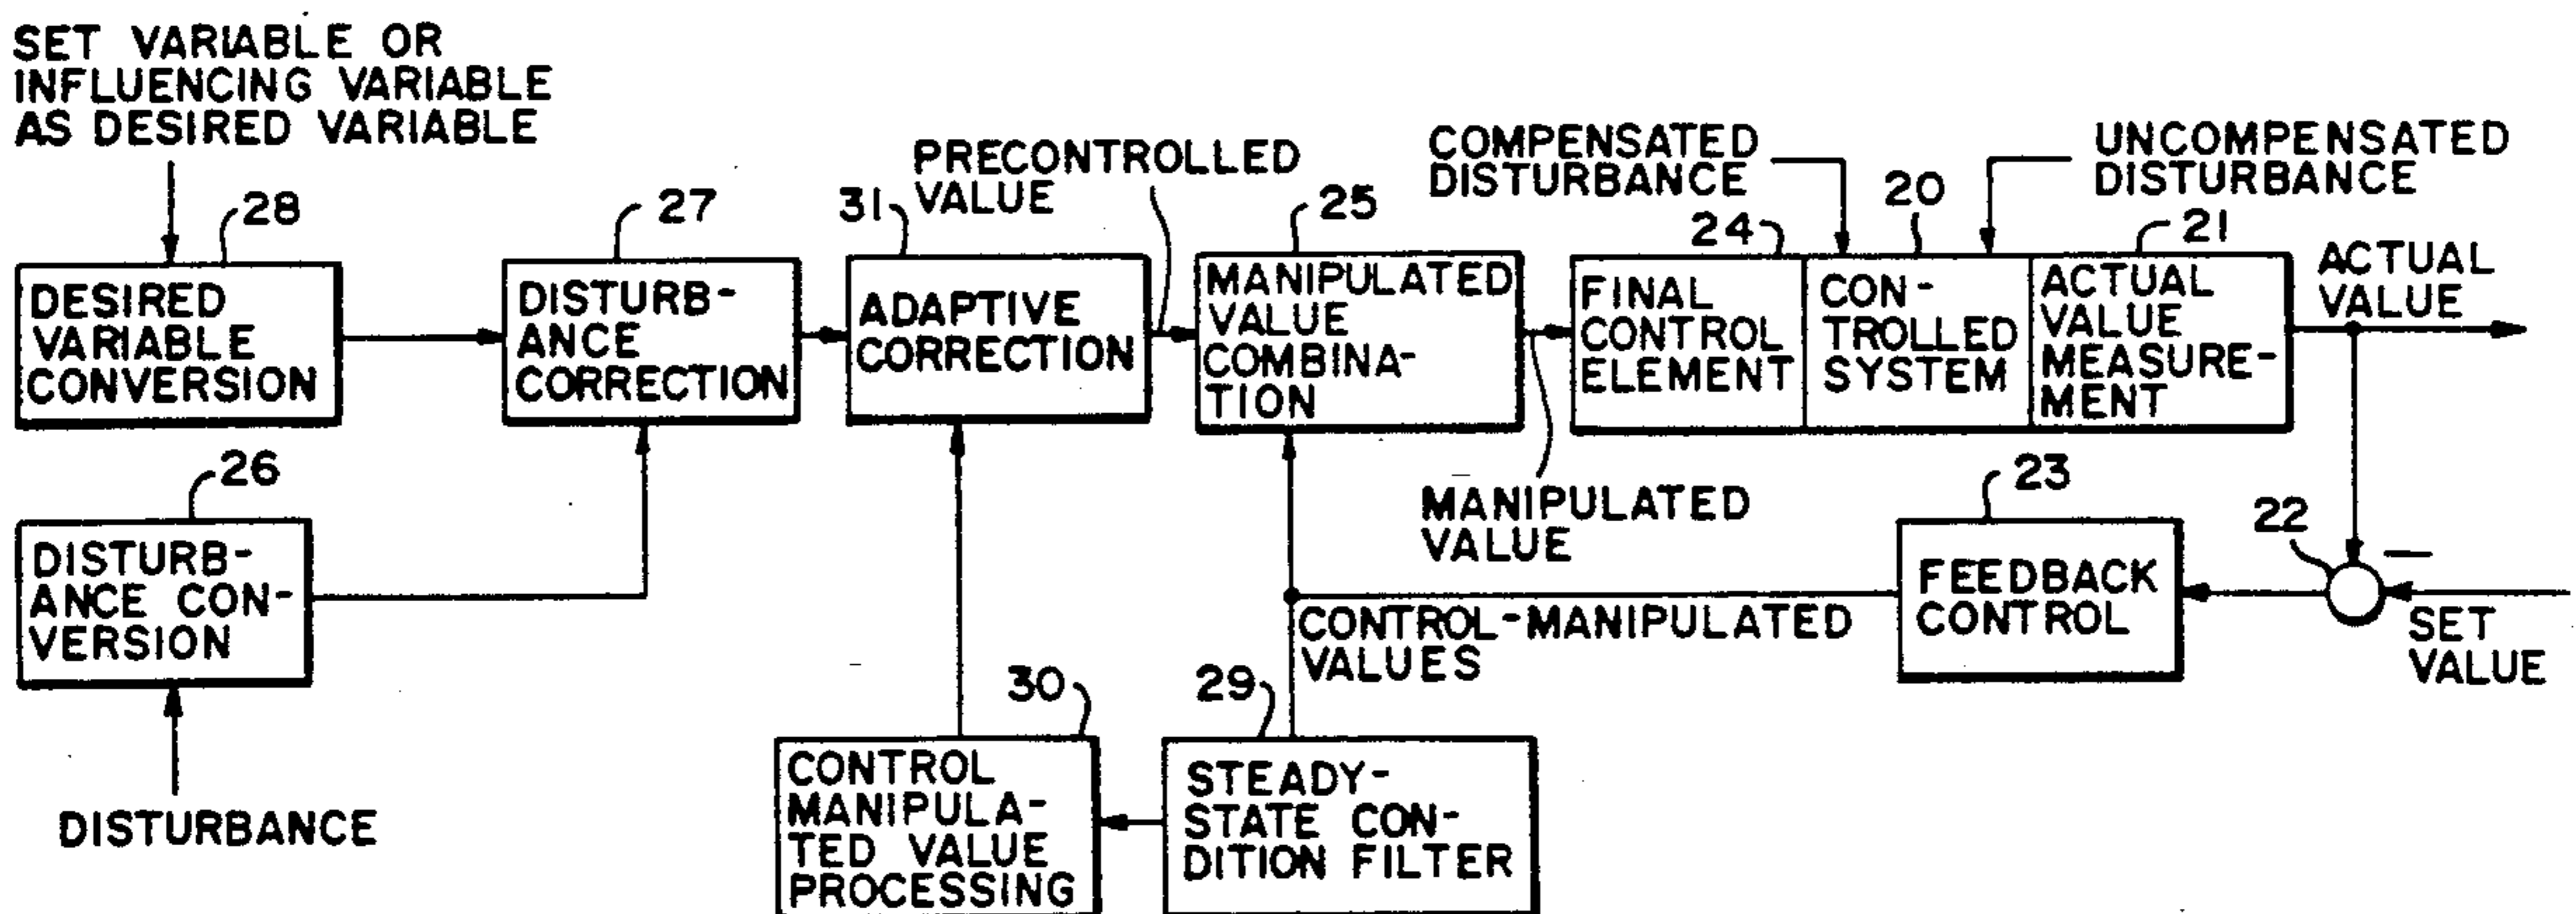 SET VARIABLE OR
INFLUENCING VARIABLE
AS DESIRED VARIABLE
28
DESIRED
VARIABLE
CONVERSION
27
DISTURB-
ANCE
CORRECTION
31
ADAPTIVE
CORRECTION
PRECONTROLLED
VALUE
25
MANIPULATED
VALUE
COMBINA-
TION
COMPENSATED
DISTURBANCE
UNCOMPENSATED
DISTURBANCE
24
FINAL
CONTROL
ELEMENT
20
CON-
TROLLED
SYSTEM
21
ACTUAL
VALUE
MEASURE-
MENT
ACTUAL
VALUE
26
DISTURB-
ANCE CON-
VERSION
DISTURBANCE
MANIPULATED
VALUE
23
FEEDBACK
CONTROL
22
—
SET
VALUE
CONTROL-MANIPULATED
VALUES
30
CONTROL
MANIPULA-
TED VALUE
PROCESSING
29
STEADY-
STATE CON-
DITION FILTER